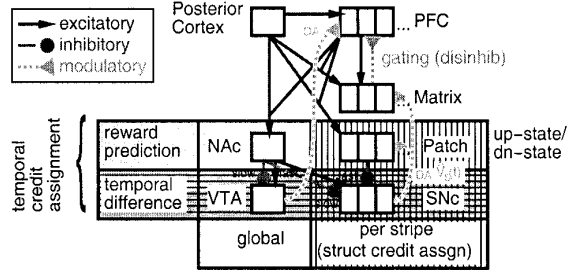 excitatory
inhibitory
modulatory
Posterior
Cortex
DA
... PFC
gating (disinhib)
... Matrix
temporal
credit
assignment
reward
prediction
NAc
Patch
up-state/
dn-state
temporal
difference
VTA
DA
SNc
global
per stripe
(struct credit assgn)